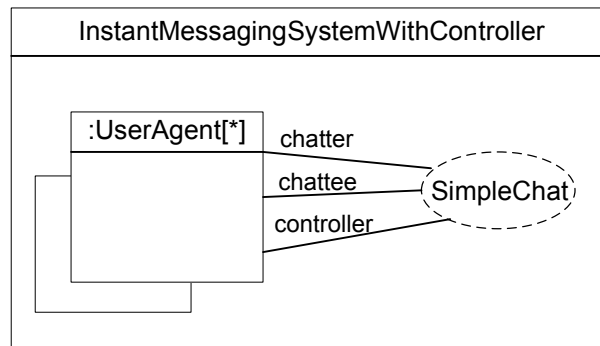 InstantMessagingSystemWithController
:UserAgent[*]
chatter
chattee
SimpleChat
controller